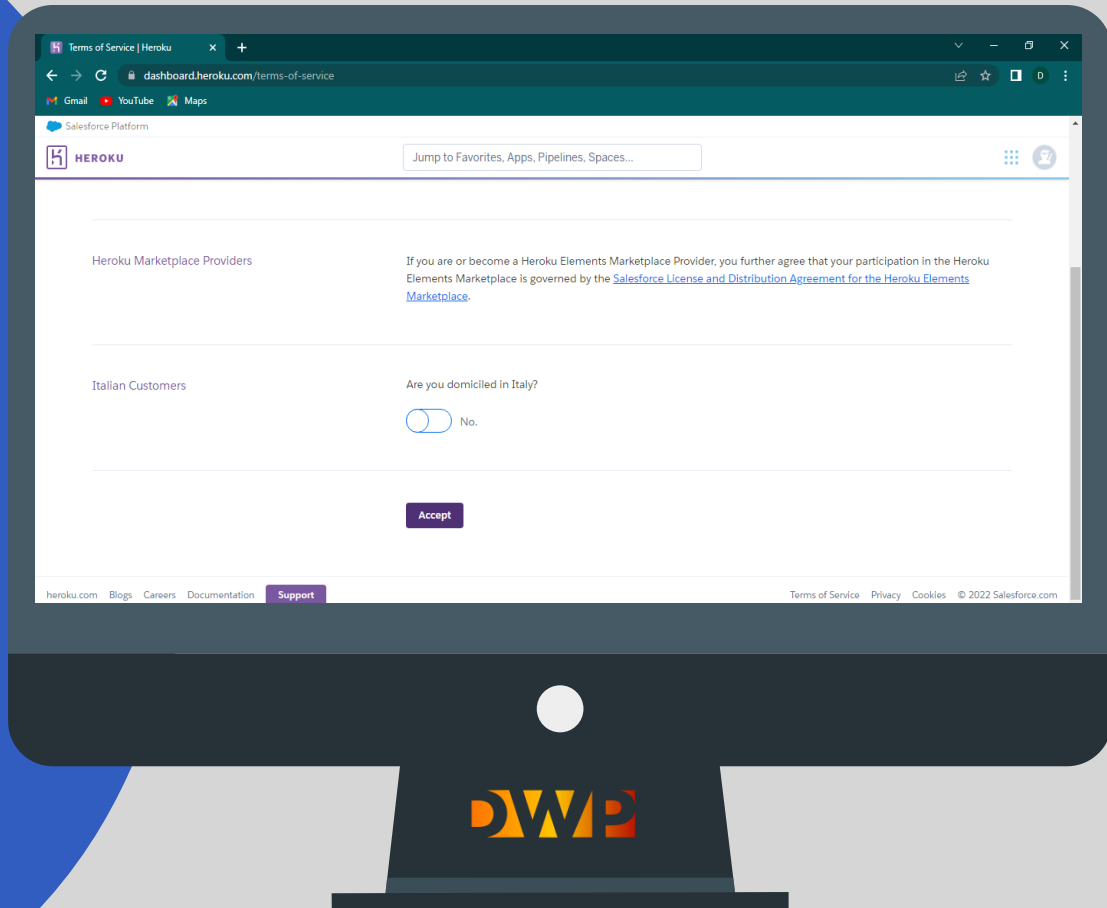 Terms of Service | Heroku
dashboard.heroku.com/terms-of-service
D
Gmail YouTube Maps
Salesforce Platform
HEROKU
Jump to Favorites, Apps, Pipelines, Spaces...
Heroku Marketplace Providers
If you are or become a Heroku Elements Marketplace Provider, you further agree that your participation in the Heroku
Elements Marketplace is governed by the Salesforce License and Distribution Agreement for the Heroku Elements
Marketplace.
Italian Customers
Are you domiciled in Italy?
No.
Accept
heroku.com Blogs Careers Documentation Support Terms of Service Privacy Cookies © 2022 Salesforce.com
DWP